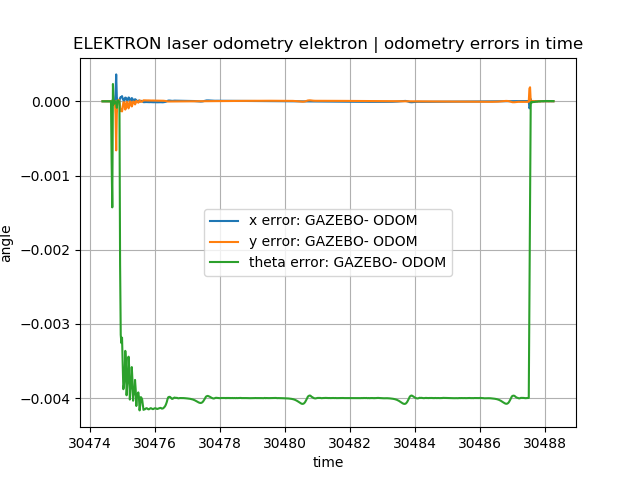 ELEKTRON laser odometry elektron | odometry errors in time
0.000
−0.001
−0.002
−0.003
−0.004
angle
x error: GAZEBO- ODOM
y error: GAZEBO- ODOM
theta error: GAZEBO- ODOM
30474 30476 30478 30480 30482 30484 30486 30488
time